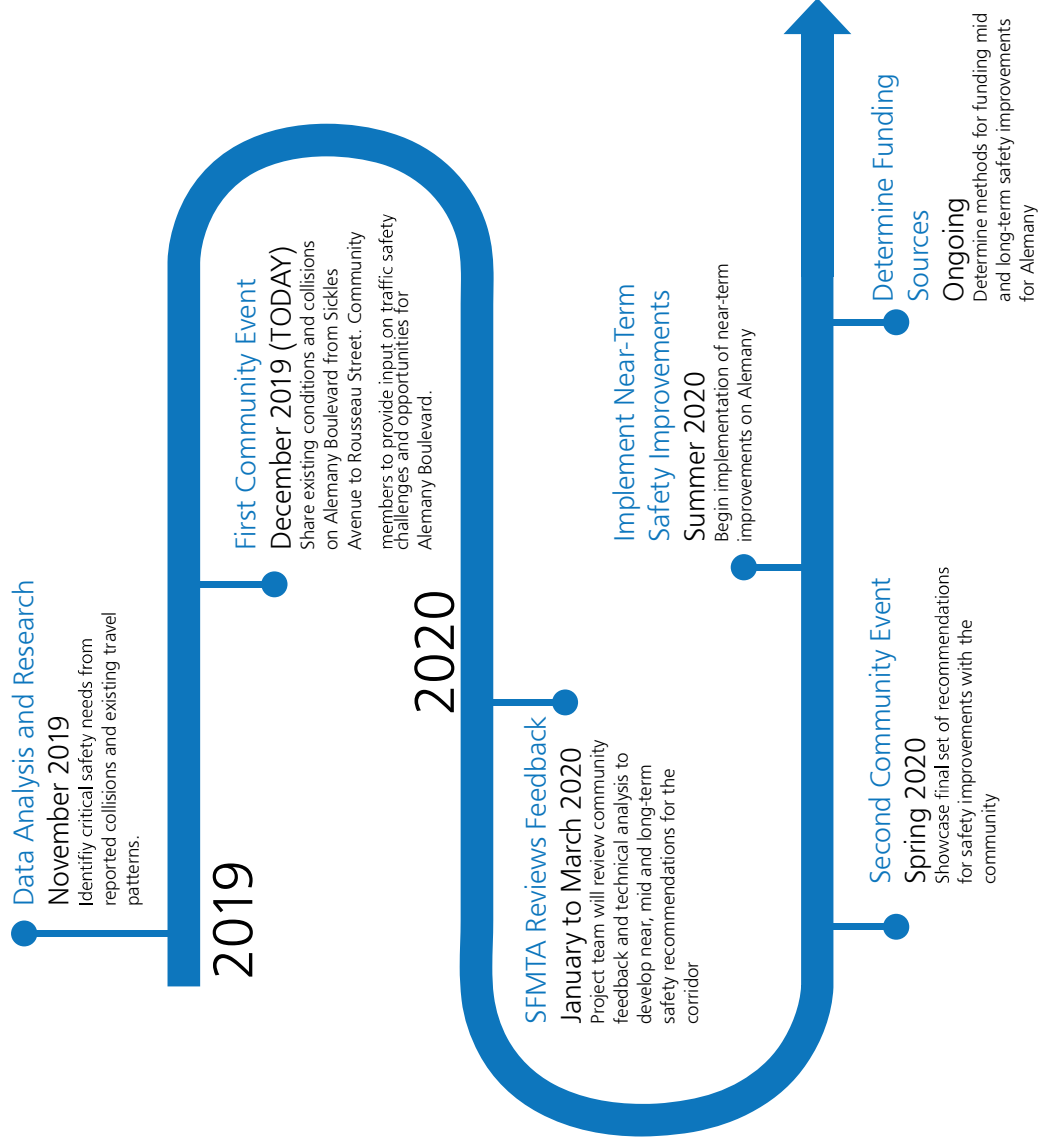 Data Analysis and Research
November 2019
Identifiy critical safety needs from
reported collisions and existing travel
patterns.
2019
First Community Event
December 2019 (TODAY)
Share existing conditions and collisions
on Alemany Boulevard from Sickles
Avenue to Rousseau Street. Community
members to provide input on traffic safety
challenges and opportunities for
Alemany Boulevard.
2020
SFMTA Reviews Feedback
January to March 2020
Project team will review community
feedback and technical analysis to
develop near, mid and long-term
safety recommendations for the
corridor
Implement Near-Term
Safety Improvements
Summer 2020
Begin implementation of near-term
improvements on Alemany
Second Community Event
Spring 2020
Showcase final set of recommendations
for safety improvements with the
community
Determine Funding
Sources
Ongoing
Determine methods for funding mid
and long-term safety improvements
for Alemany